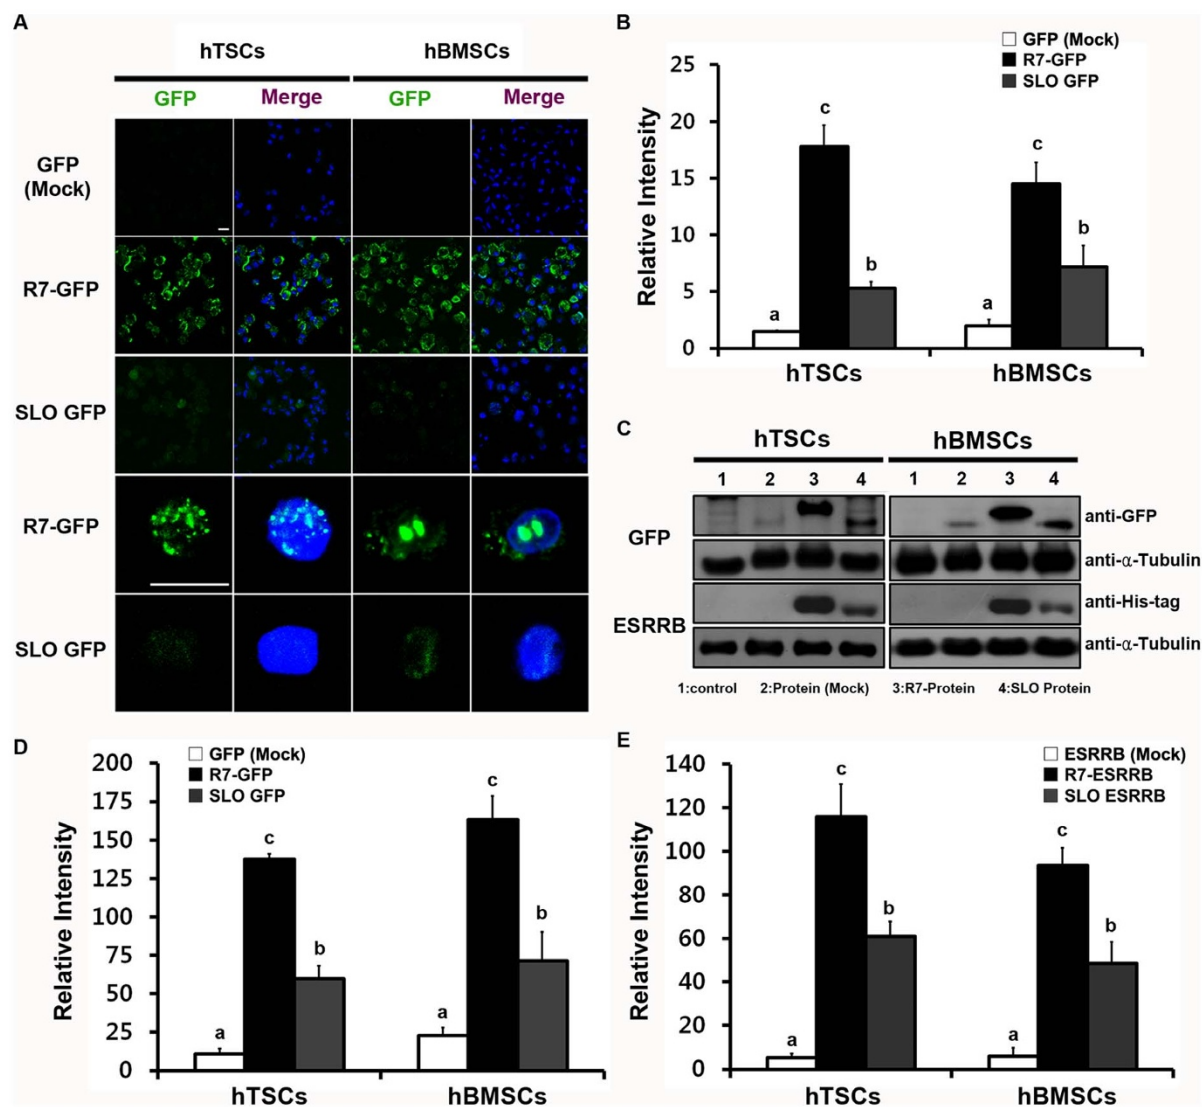 A
hTSCs hBMSCs
GFP Merge GFP Merge
GFP
(Mock)
R7-GFP
SLO GFP
R7-GFP
SLO GFP
B
GFP (Mock)
R7-GFP
SLO GFP
Relative Intensity
25
20
15
10
5
0
a c b a c b
hTSCs hBMSCs
C
hTSCs hBMSCs
1 2 3 4 1 2 3 4
GFP
anti-GFP
anti-α-Tubulin
ESRRB
anti-His-tag
anti-α-Tubulin
1:control 2:Protein (Mock) 3:R7-Protein 4:SLO Protein
D
GFP (Mock)
R7-GFP
SLO GFP
Relative Intensity
200
175
150
125
100
75
50
25
0
a c b a c b
hTSCs hBMSCs
E
ESRRB (Mock)
R7-ESRRB
SLO ESRRB
Relative Intensity
140
120
100
80
60
40
20
0
a c b a c b
hTSCs hBMSCs